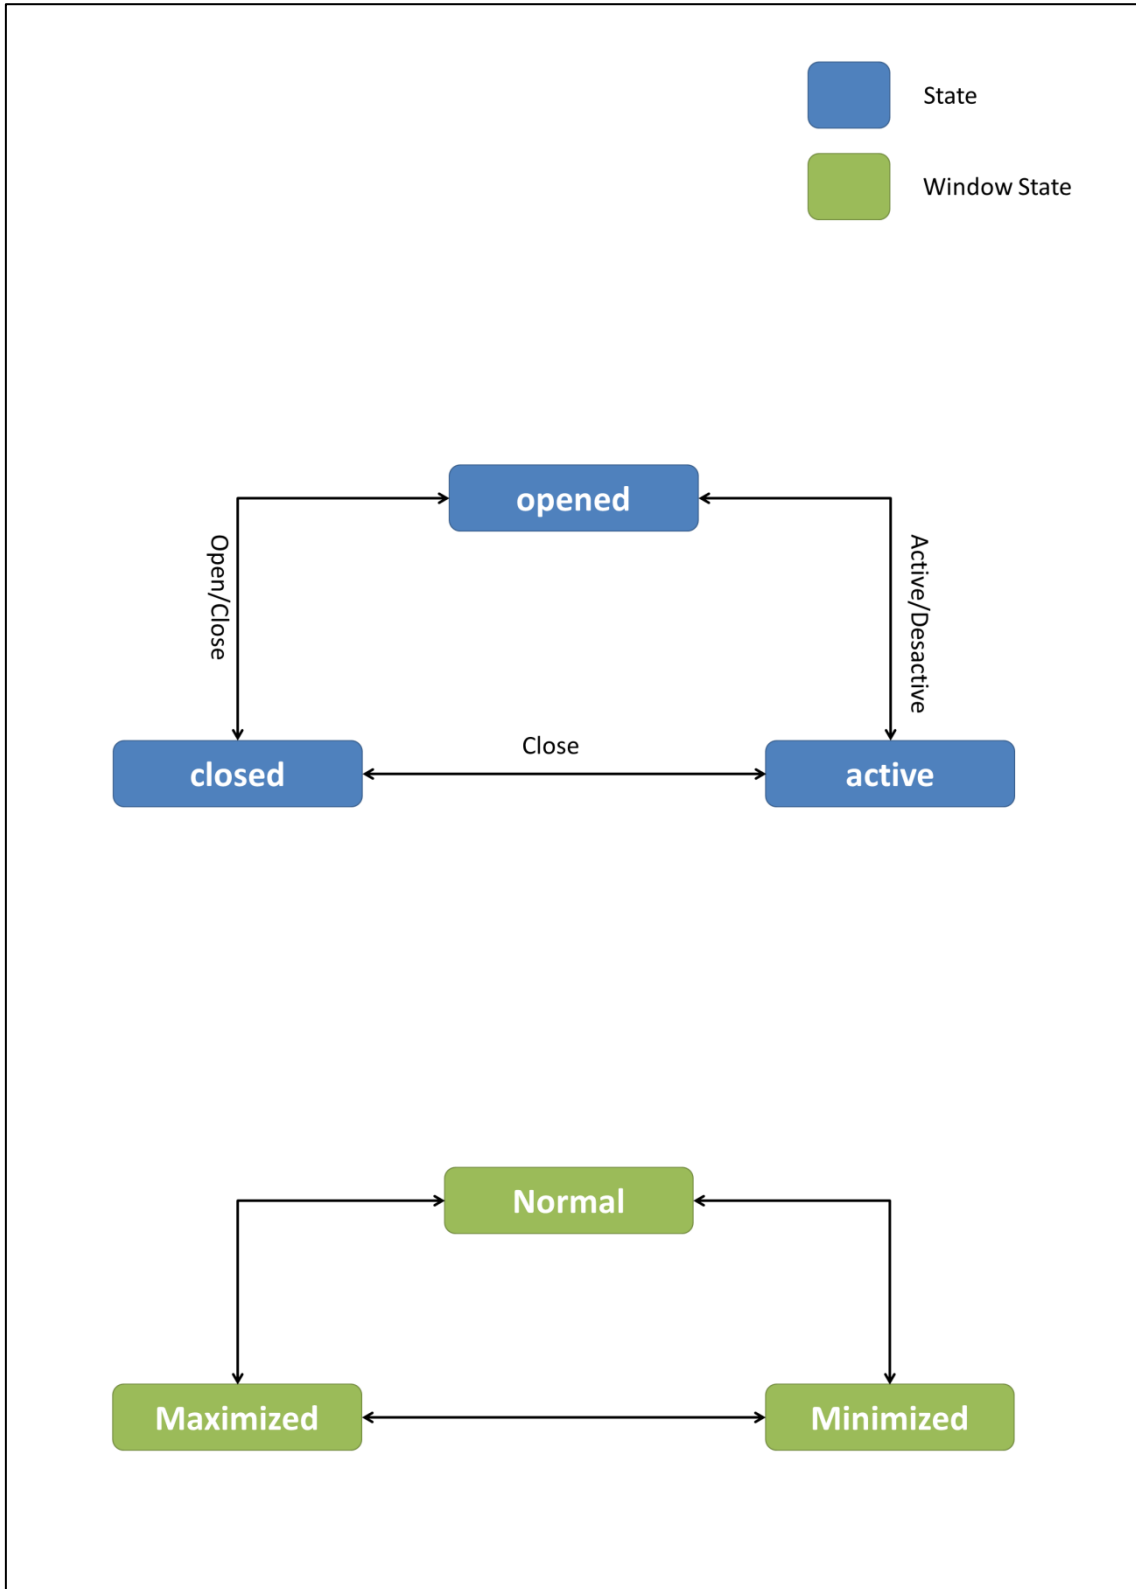 State
Window State
opened
Open/Close
Active/Desactive
Close
closed
active
Normal
Maximized
Minimized